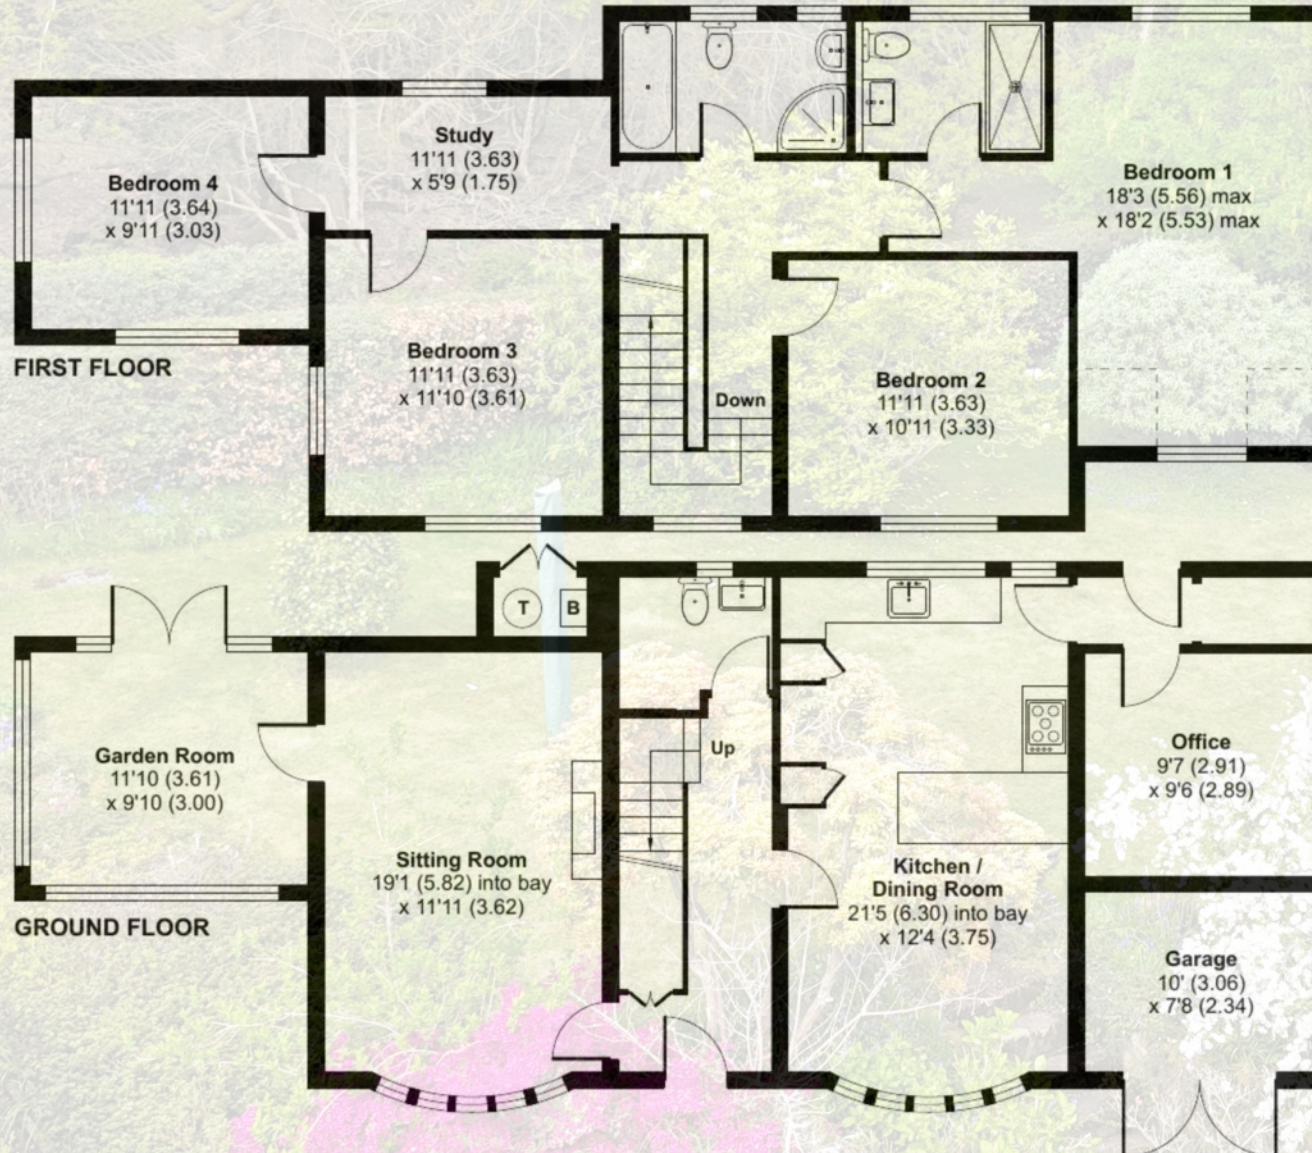 Study
11'11 (3.63)
x 5'9 (1.75)
Bedroom 4
11'11 (3.64)
x 9'11 (3.03)
Bedroom 1
18'3 (5.56) max
x 18'2 (5.53) max
FIRST FLOOR
Bedroom 3
11'11 (3.63)
x 11'10 (3.61)
Down
Bedroom 2
11'11 (3.63)
x 10'11 (3.33)
T
B
Garden Room
11'10 (3.61)
x 9'10 (3.00)
Up
Office
9'7 (2.91)
x 9'6 (2.89)
Sitting Room
19'1 (5.82) into bay
x 11'11 (3.62)
Kitchen /
Dining Room
21'5 (6.30) into bay
x 12'4 (3.75)
GROUND FLOOR
Garage
10' (3.06)
x 7'8 (2.34)